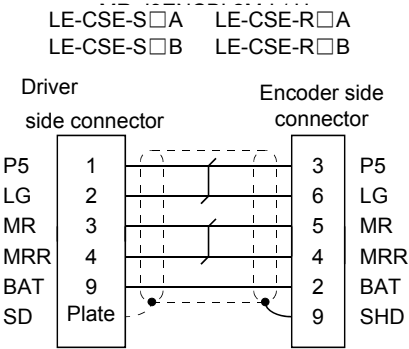 LE-CSE-S□A LE-CSE-R□A
LE-CSE-S□B LE-CSE-R□B
Driver
side connector
Encoder side
connector
P5 1 3 P5
LG 2 6 LG
MR 3 5 MR
MRR 4 4 MRR
BAT 9 2 BAT
SD Plate 9 SHD